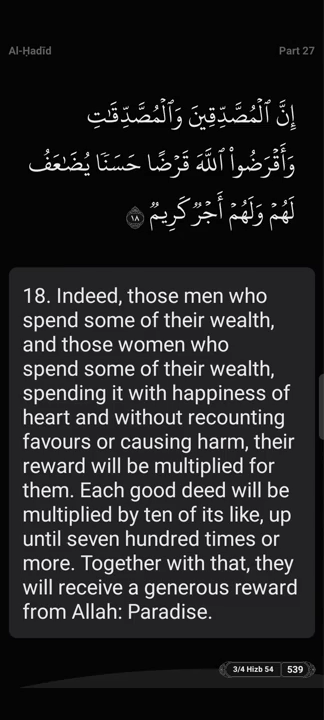 Al-Ḥadīd
Part 27
إِنَّ ٱلْمُصَّدِّقِينَ وَٱلْمُصَّدِّقَٰتِ
وَأَقْرَضُوا۟ ٱللَّهَ قَرْضًا حَسَنًا يُضَٰعَفُ
لَهُمْ وَلَهُمْ أَجْرٌ كَرِيمٌ ١٨
18. Indeed, those men who
spend some of their wealth,
and those women who
spend some of their wealth,
spending it with happiness of
heart and without recounting
favours or causing harm, their
reward will be multiplied for
them. Each good deed will be
multiplied by ten of its like, up
until seven hundred times or
more. Together with that, they
will receive a generous reward
from Allah: Paradise.
3/4 Hizb 54
539